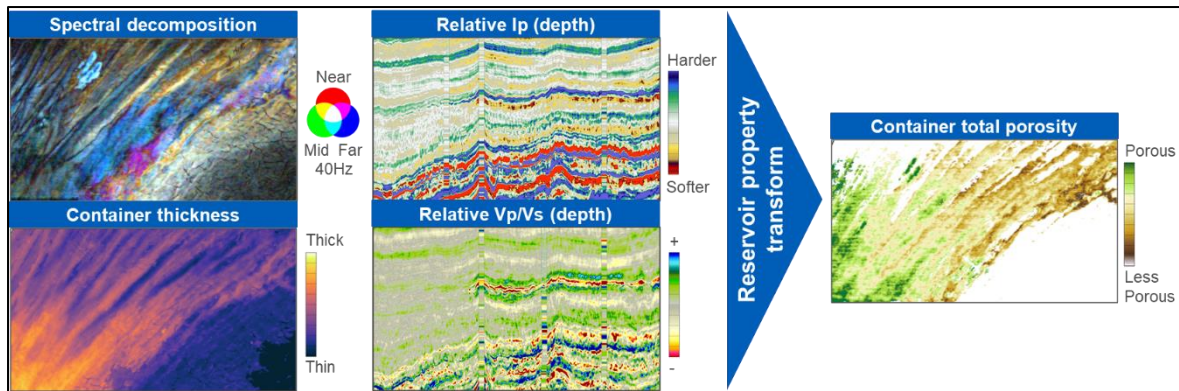 Spectral decomposition
Near
Mid Far
40Hz
Container thickness
Thick
Thin
Relative Ip (depth)
Harder
Softer
Relative Vp/Vs (depth)
+
-
Reservoir property
transform
Container total porosity
Porous
Less
Porous